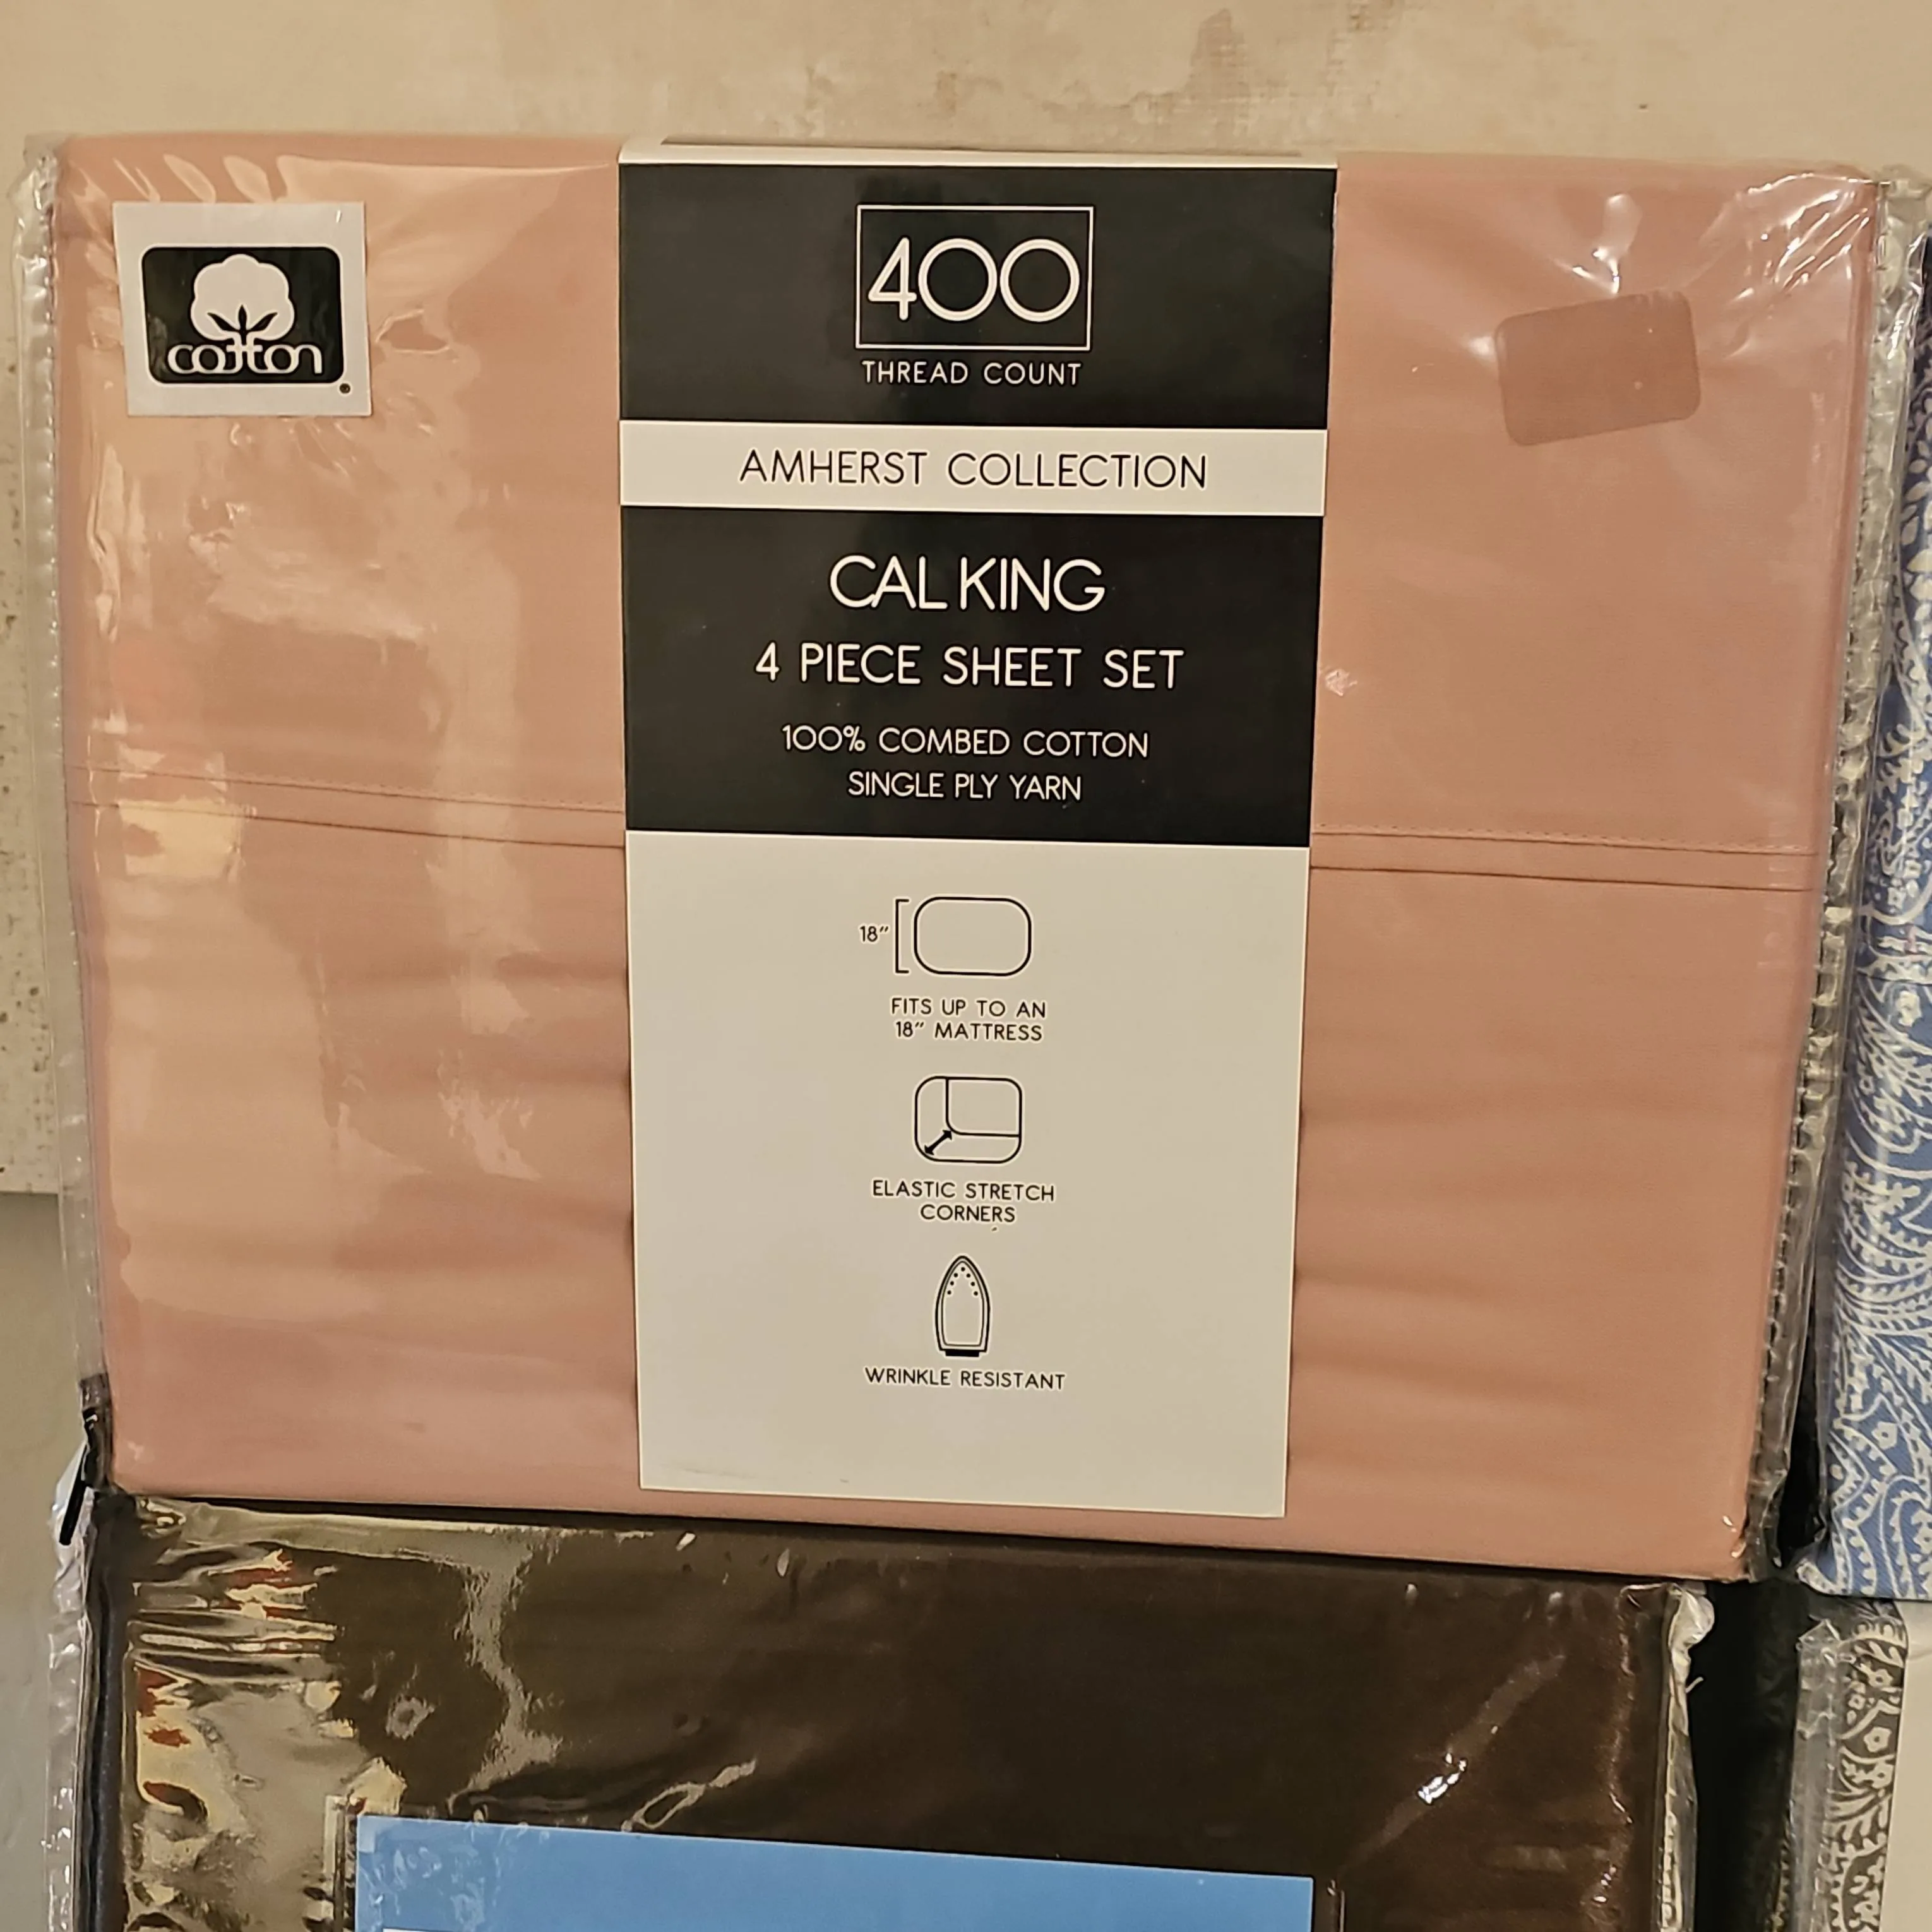 cotton
®
400
THREAD COUNT
AMHERST COLLECTION
CAL KING
4 PIECE SHEET SET
100% COMBED COTTON
SINGLE PLY YARN
18"
FITS UP TO AN
18" MATTRESS
ELASTIC STRETCH
CORNERS
WRINKLE RESISTANT